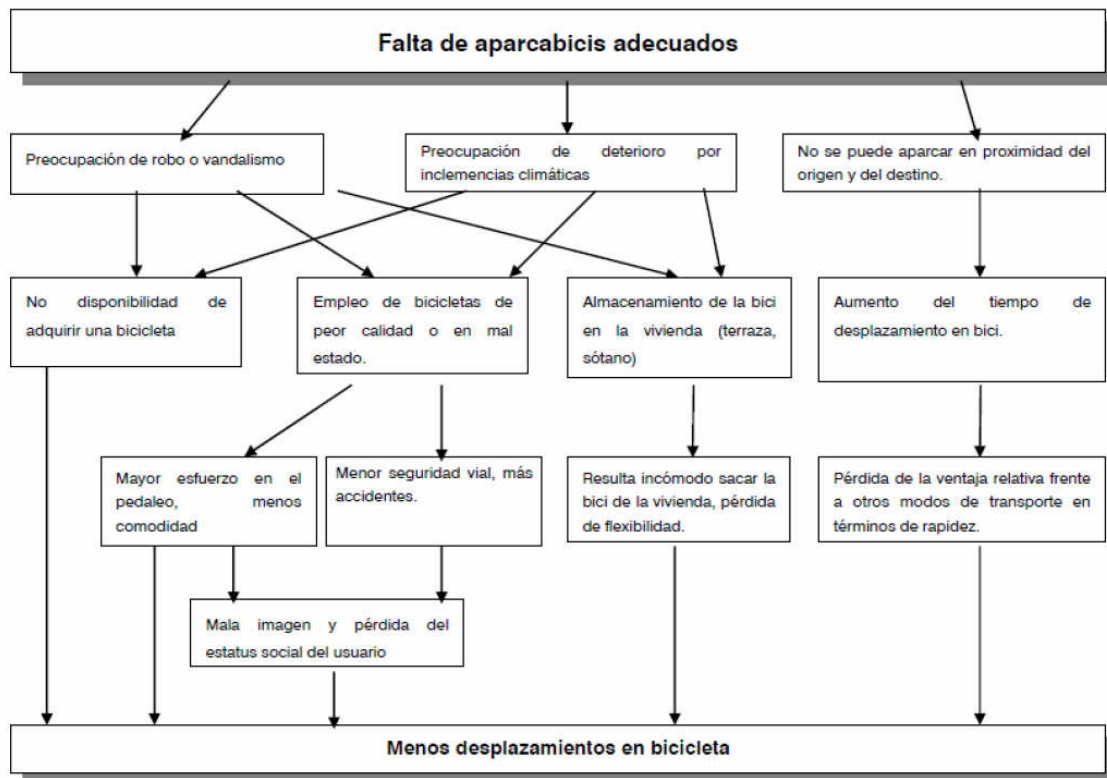 Falta de aparcabicis adecuados
Preocupación de robo o vandalismo
Preocupación de deterioro por
inclemencias climáticas
No se puede aparcar en proximidad del
origen y del destino.
No disponibilidad de
adquirir una bicicleta
Empleo de bicicletas de
peor calidad o en mal
estado.
Almacenamiento de la bici
en la vivienda (terraza,
sótano)
Aumento del tiempo de
desplazamiento en bici.
Mayor esfuerzo en el
pedaleo, menos
comodidad
Menor seguridad vial, más
accidentes.
Resulta incómodo sacar la
bici de la vivienda, pérdida
de flexibilidad.
Pérdida de la ventaja relativa frente
a otros modos de transporte en
términos de rapidez.
Mala imagen y pérdida del
estatus social del usuario
Menos desplazamientos en bicicleta